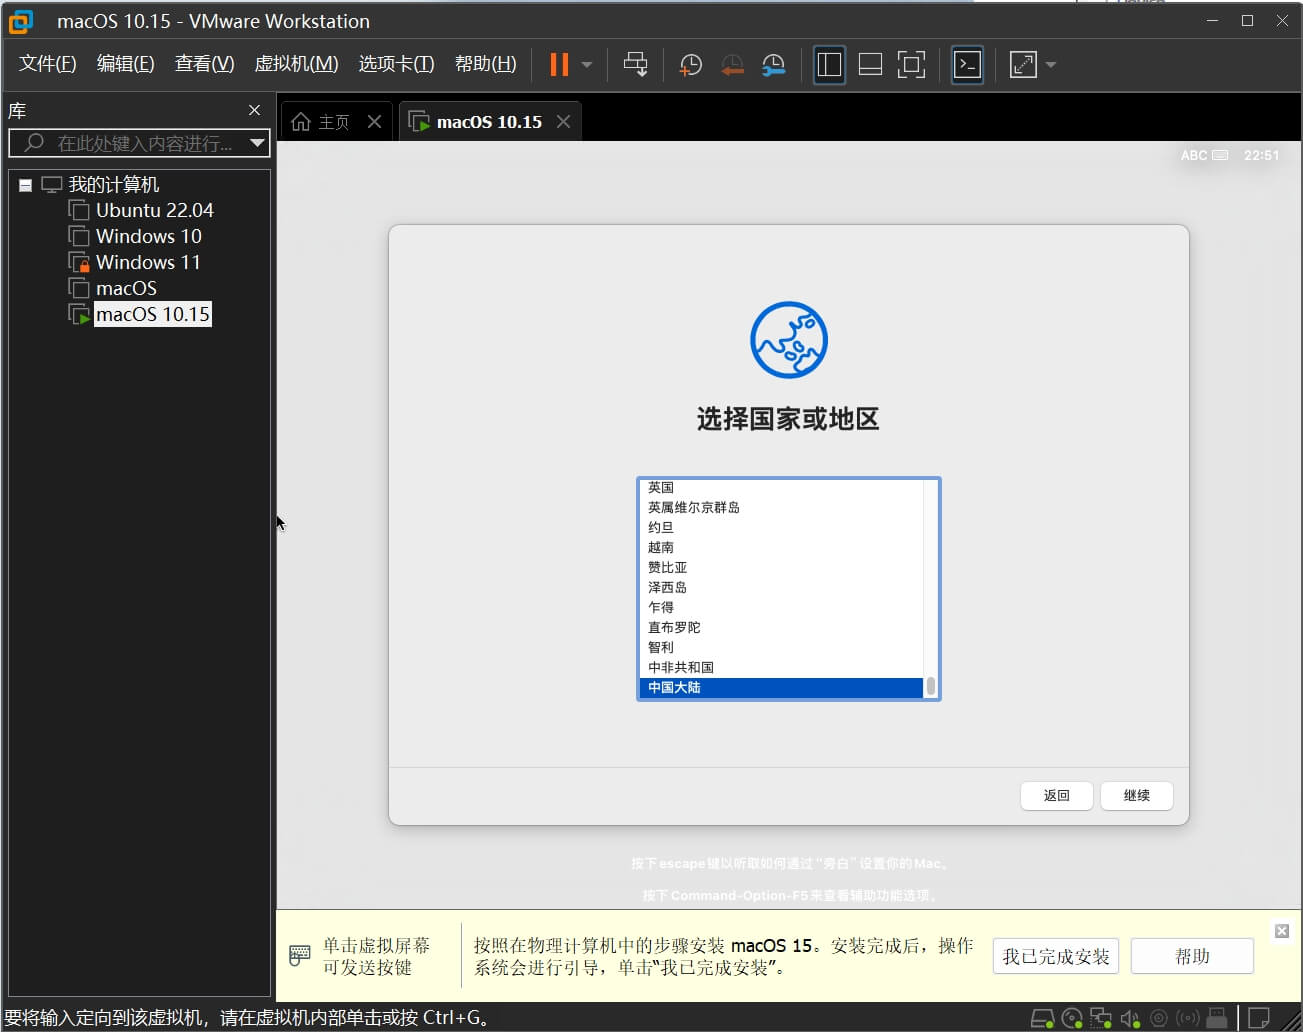 macOS 10.15 - VMware Workstation
文件(F) 编辑(E) 查看(V) 虚拟机(M) 选项卡(T) 帮助(H)
库
在此处键入内容进行...
我的计算机
Ubuntu 22.04
Windows 10
Windows 11
macOS
macOS 10.15
主页
macOS 10.15
ABC 22:51
选择国家或地区
英国
英属维尔京群岛
约旦
越南
赞比亚
泽西岛
乍得
直布罗陀
智利
中非共和国
中国大陆
返回
继续
按下escape键以听取如何通过“旁白”设置你的Mac。
按下Command-Option-F5来查看辅助功能选项。
单击虚拟屏幕
可发送按键
按照在物理计算机中的步骤安装 macOS 15。安装完成后，操作
系统会进行引导，单击“我已完成安装”。
我已完成安装
帮助
要将输入定向到该虚拟机，请在虚拟机内部单击或按 Ctrl+G。